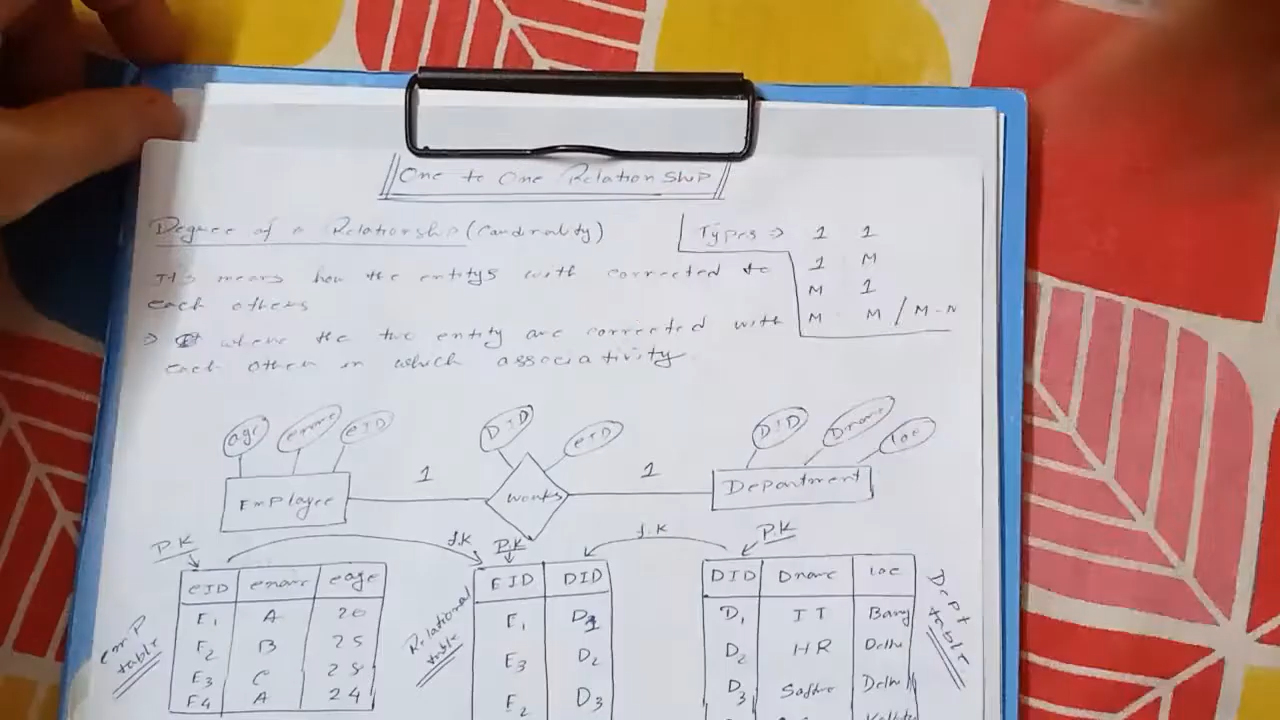 One to One Relationship
Degree of a Relationship (Cardinality)
Types => 1 1
1 M
M 1
M M / M-N
Its means how the entitys with connected to
each others
=> where the two entity are connected with
each other in which associativity
age ename eID
DID eID
DID Dname loc
Employee 1 works 1 Department
P.K f.K P.K f.K P.K
eID ename eage
E1 A 20
E2 B 25
E3 C 28
E4 A 24
emp table
EID DID
E1 D1
E3 D2
E2 D3
Relational table
DID Dname loc
D1 IT Bang
D2 HR Delhi
D3 Delhi
Dept table